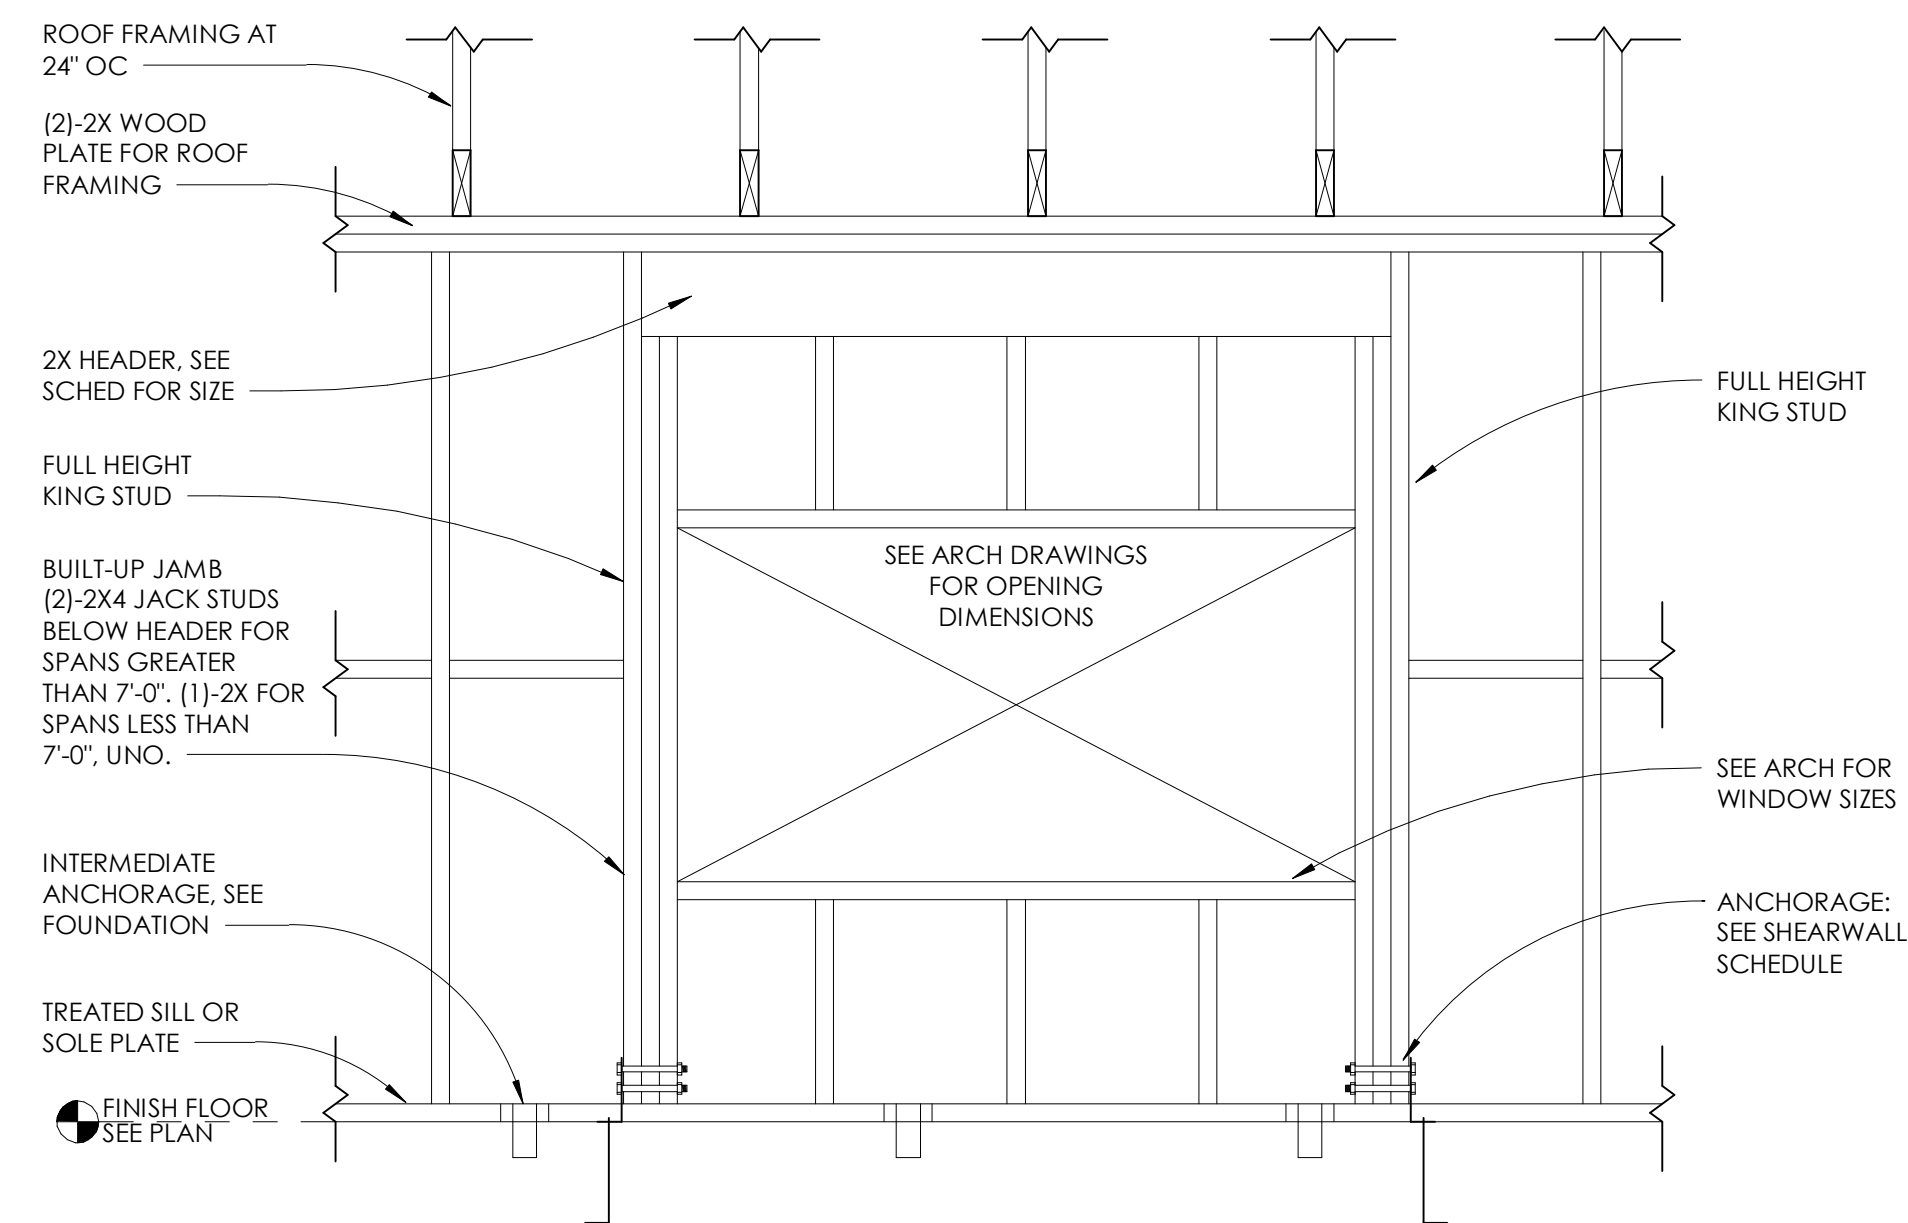 ROOF FRAMING AT
24" OC
(2)-2X WOOD
PLATE FOR ROOF
FRAMING
2X HEADER, SEE
SCHED FOR SIZE
FULL HEIGHT
KING STUD
BUILT-UP JAMB
(2)-2X4 JACK STUDS
BELOW HEADER FOR
SPANS GREATER
THAN 7'-0". (1)-2X FOR
SPANS LESS THAN
7'-0", UNO.
INTERMEDIATE
ANCHORAGE, SEE
FOUNDATION
TREATED SILL OR
SOLE PLATE
FINISH FLOOR
SEE PLAN
SEE ARCH DRAWINGS
FOR OPENING
DIMENSIONS
FULL HEIGHT
KING STUD
SEE ARCH FOR
WINDOW SIZES
ANCHORAGE:
SEE SHEARWALL
SCHEDULE